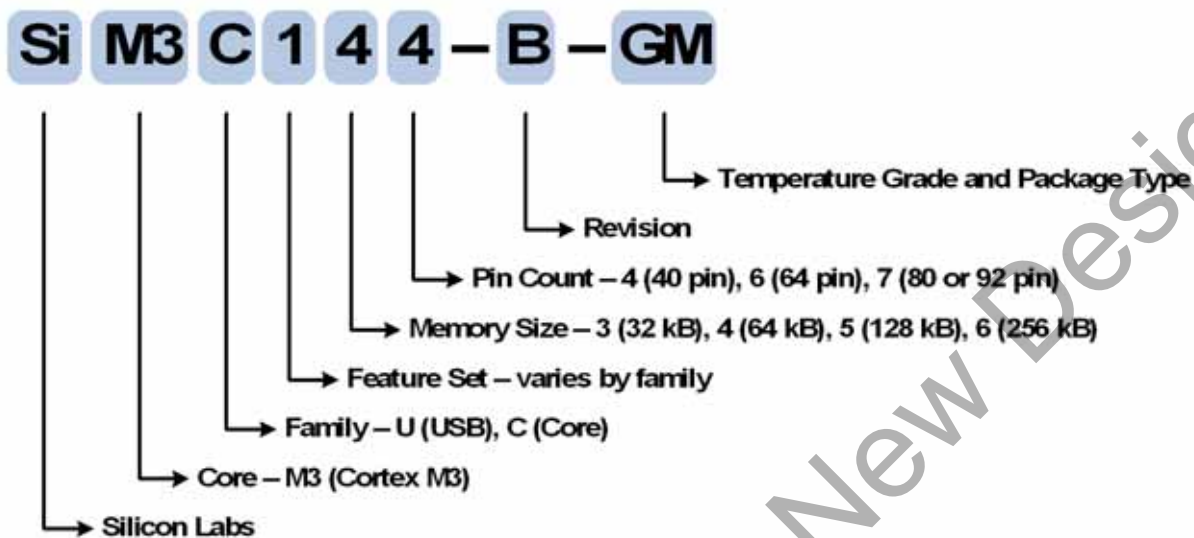 Si M3 C 1 4 4 – B – GM
Temperature Grade and Package Type
Revision
Pin Count – 4 (40 pin), 6 (64 pin), 7 (80 or 92 pin)
Memory Size – 3 (32 kB), 4 (64 kB), 5 (128 kB), 6 (256 kB)
Feature Set – varies by family
Family – U (USB), C (Core)
Core – M3 (Cortex M3)
Silicon Labs
New